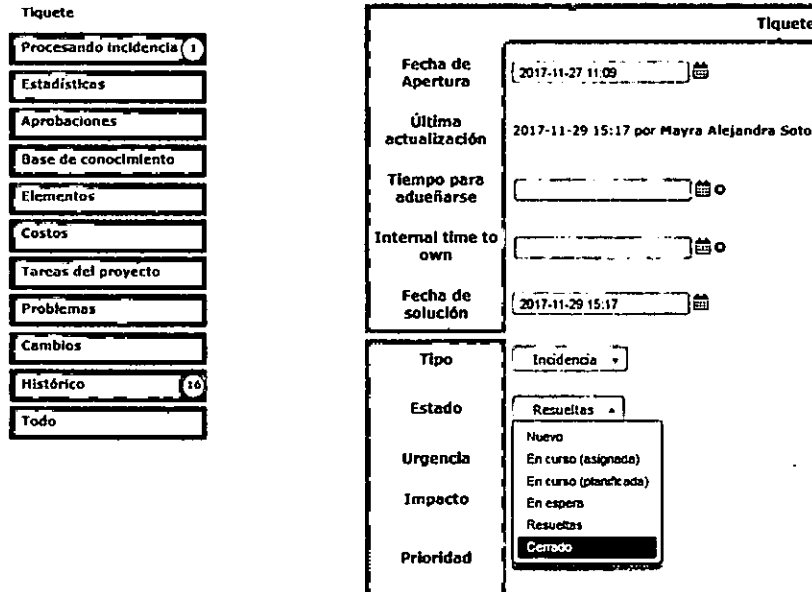 Tiquete
Procesando incidencia 1
Estadísticas
Aprobaciones
Base de conocimiento
Elementos
Costos
Tareas del proyecto
Problemas
Cambios
Histórico 16
Todo
Tiquete
Fecha de
Apertura
2017-11-27 11:09
Última
actualización
2017-11-29 15:17 por Mayra Alejandra Soto
Tiempo para
adueñarse
Internal time to
own
Fecha de
solución
2017-11-29 15:17
Tipo
Incidencia
Estado
Resueltas
Nuevo
En curso (asignada)
En curso (planificada)
En espera
Resueltas
Cerrado
Urgencia
Impacto
Prioridad